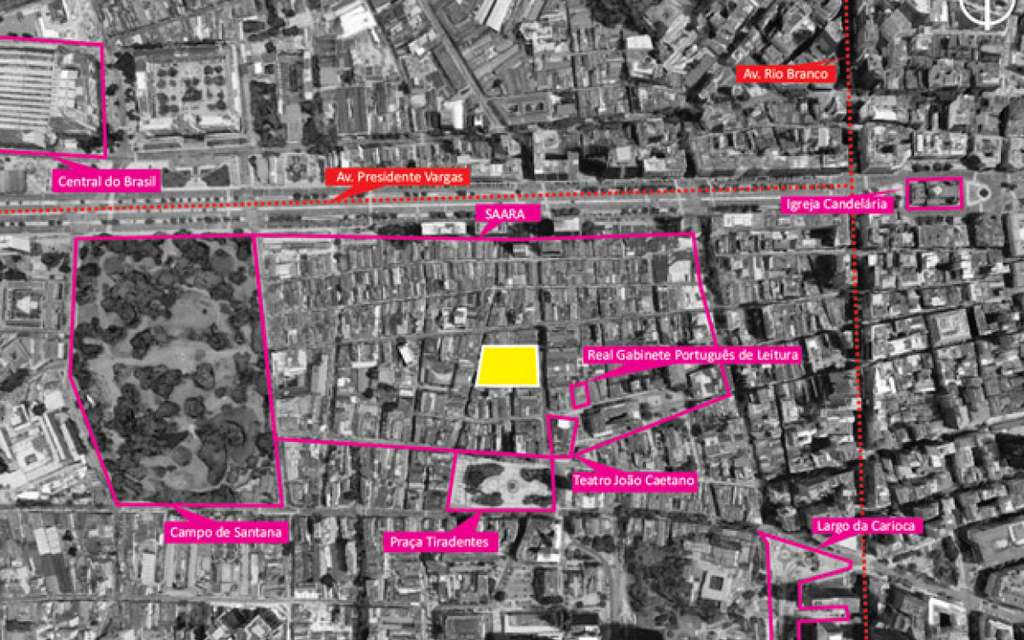 Av. Rio Branco
Central do Brasil
Av. Presidente Vargas
Igreja Candelária
SAARA
Real Gabinete Português de Leitura
Teatro João Caetano
Campo de Santana
Praça Tiradentes
Largo da Carioca